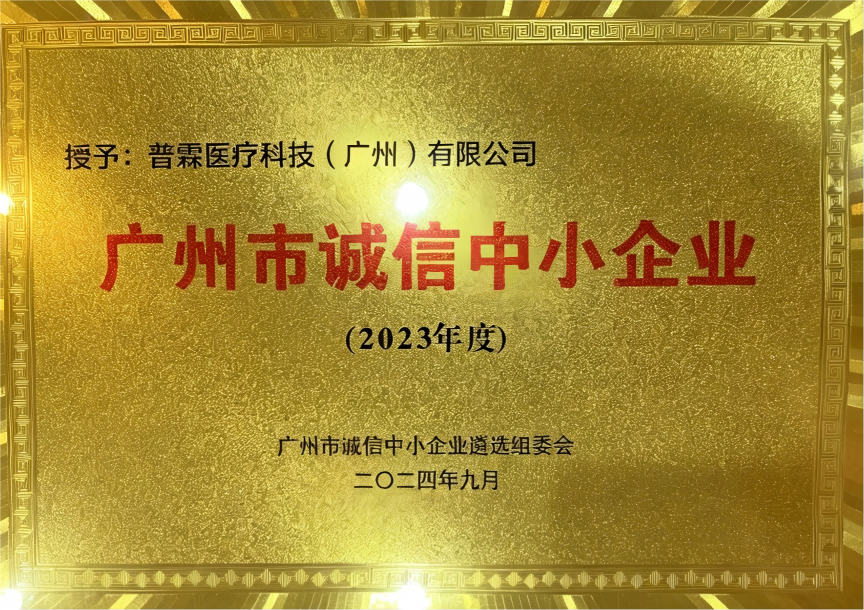 授予：普霖医疗科技（广州）有限公司
广州市诚信中小企业
(2023年度)
广州市诚信中小企业遴选组委会
二〇二四年九月